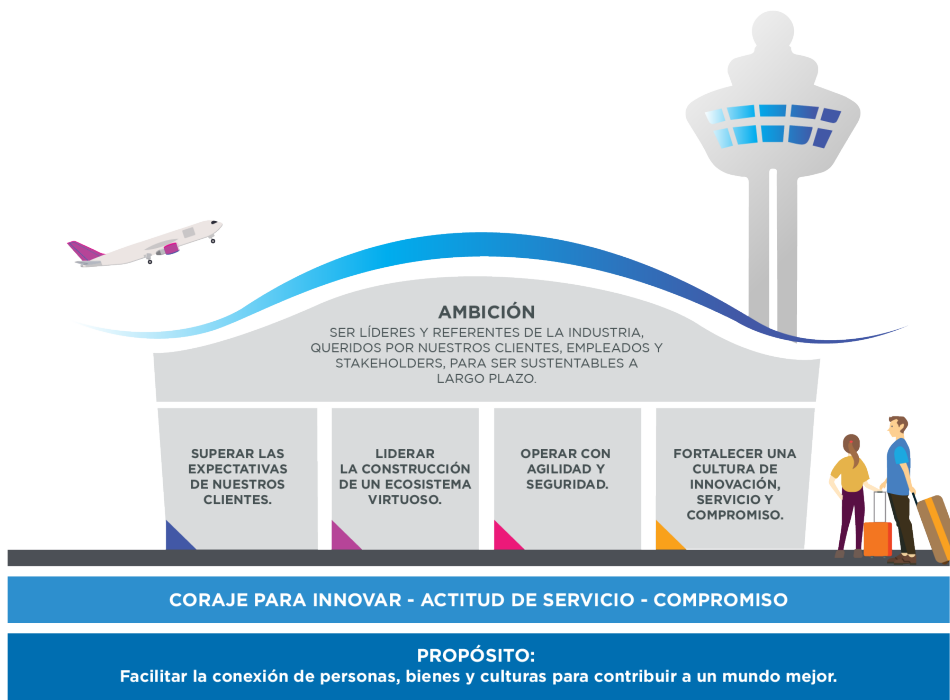 AMBICIÓN
SER LÍDERES Y REFERENTES DE LA INDUSTRIA,
QUERIDOS POR NUESTROS CLIENTES, EMPLEADOS Y
STAKEHOLDERS, PARA SER SUSTENTABLES A
LARGO PLAZO.
SUPERAR LAS
EXPECTATIVAS
DE NUESTROS
CLIENTES.
LIDERAR
LA CONSTRUCCIÓN
DE UN ECOSISTEMA
VIRTUOSO.
OPERAR CON
AGILIDAD Y
SEGURIDAD.
FORTALECER UNA
CULTURA DE
INNOVACIÓN,
SERVICIO Y
COMPROMISO.
CORAJE PARA INNOVAR - ACTITUD DE SERVICIO - COMPROMISO
PROPÓSITO:
Facilitar la conexión de personas, bienes y culturas para contribuir a un mundo mejor.